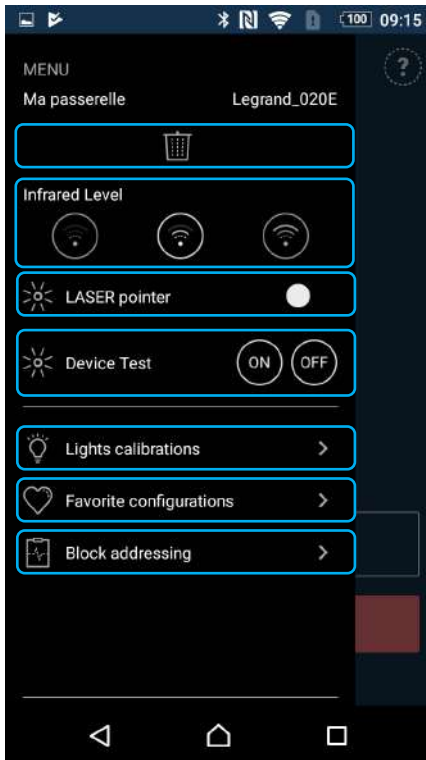 100 09:15
MENU
?
Ma passerelle Legrand_020E
Infrared Level
LASER pointer
Device Test ON OFF
Lights calibrations
Favorite configurations
Block addressing